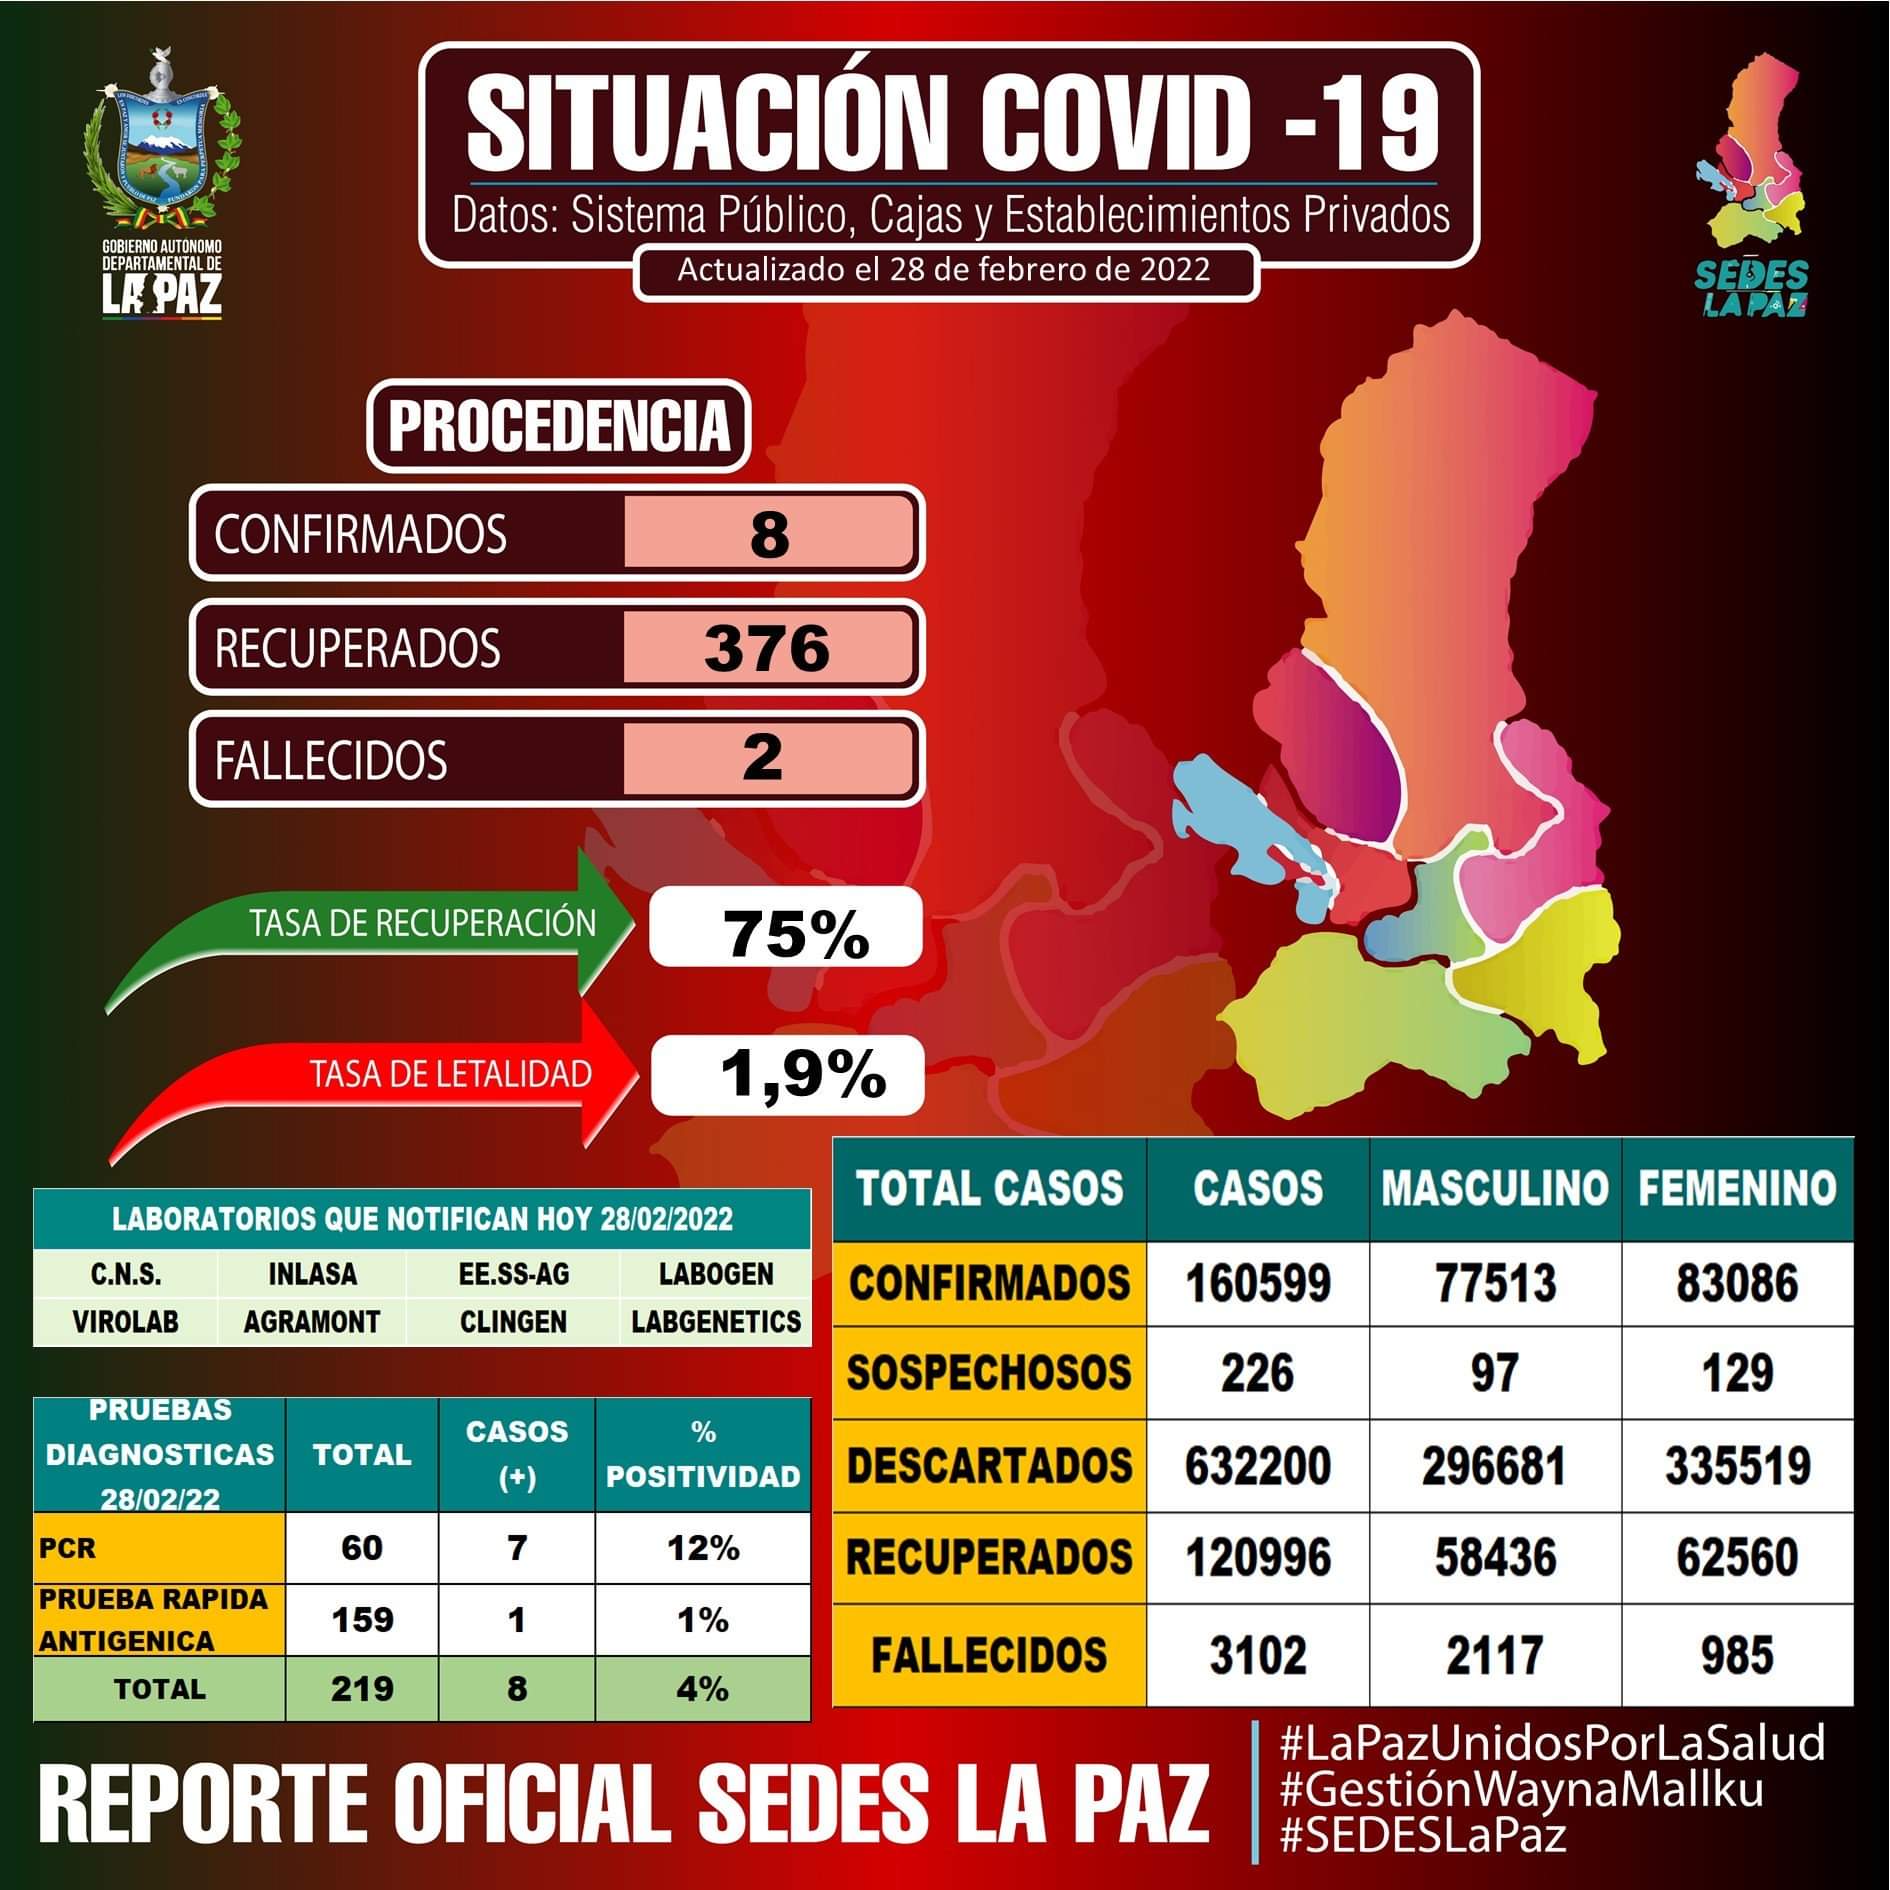 SITUACIÓN COVID -19
Datos: Sistema Público, Cajas y Establecimientos Privados
Actualizado el 28 de febrero de 2022
GOBIERNO AUTÓNOMO
DEPARTAMENTAL DE
LA PAZ
SEDES
LA PAZ
PROCEDENCIA
CONFIRMADOS 8
RECUPERADOS 376
FALLECIDOS 2
TASA DE RECUPERACIÓN 75%
TASA DE LETALIDAD 1,9%
LABORATORIOS QUE NOTIFICAN HOY 28/02/2022
C.N.S. INLASA EE.SS-AG LABOGEN
VIROLAB AGRAMONT CLINGEN LABGENETICS
PRUEBAS
DIAGNOSTICAS
28/02/22
TOTAL
CASOS
(+)
%
POSITIVIDAD
PCR 60 7 12%
PRUEBA RAPIDA
ANTIGENICA 159 1 1%
TOTAL 219 8 4%
TOTAL CASOS CASOS MASCULINO FEMENINO
CONFIRMADOS 160599 77513 83086
SOSPECHOSOS 226 97 129
DESCARTADOS 632200 296681 335519
RECUPERADOS 120996 58436 62560
FALLECIDOS 3102 2117 985
REPORTE OFICIAL SEDES LA PAZ
#LaPazUnidosPorLaSalud
#GestiónWaynaMallku
#SEDESLaPaz